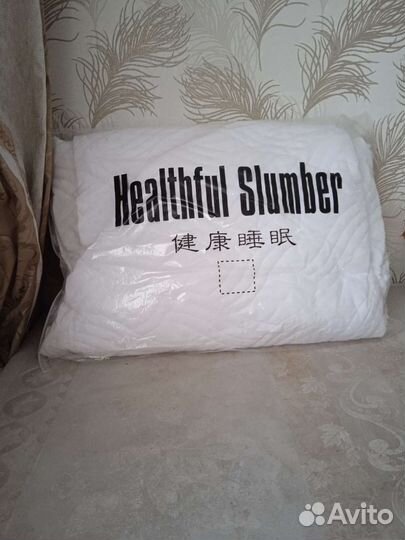 Healthful Slumber
健康睡眠
Avito